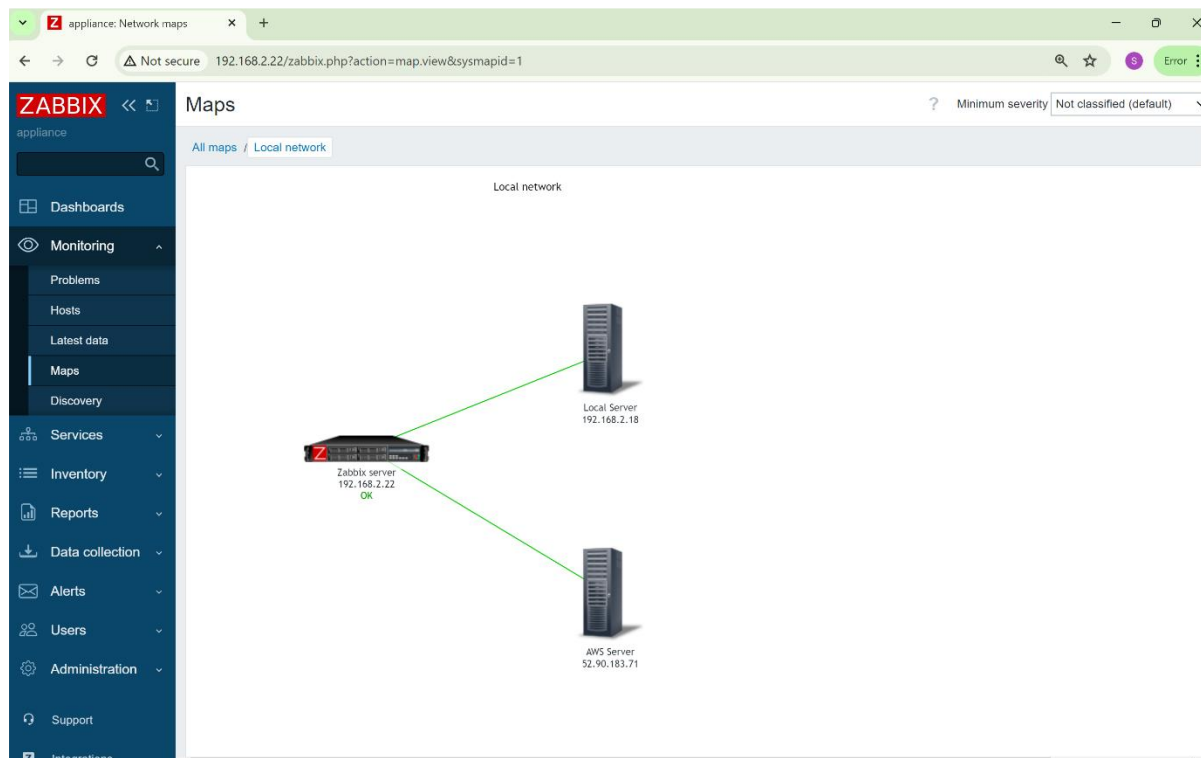 appliance: Network maps
Not secure 192.168.2.22/zabbix.php?action=map.view&sysmapid=1
S
Error
ZABBIX
appliance
Maps
? Minimum severity Not classified (default)
All maps / Local network
Dashboards
Monitoring
Problems
Hosts
Latest data
Maps
Discovery
Services
Inventory
Reports
Data collection
Alerts
Users
Administration
Support
Integrations
Local network
Local Server
192.168.2.18
Z
Zabbix server
192.168.2.22
OK
AWS Server
52.90.183.71